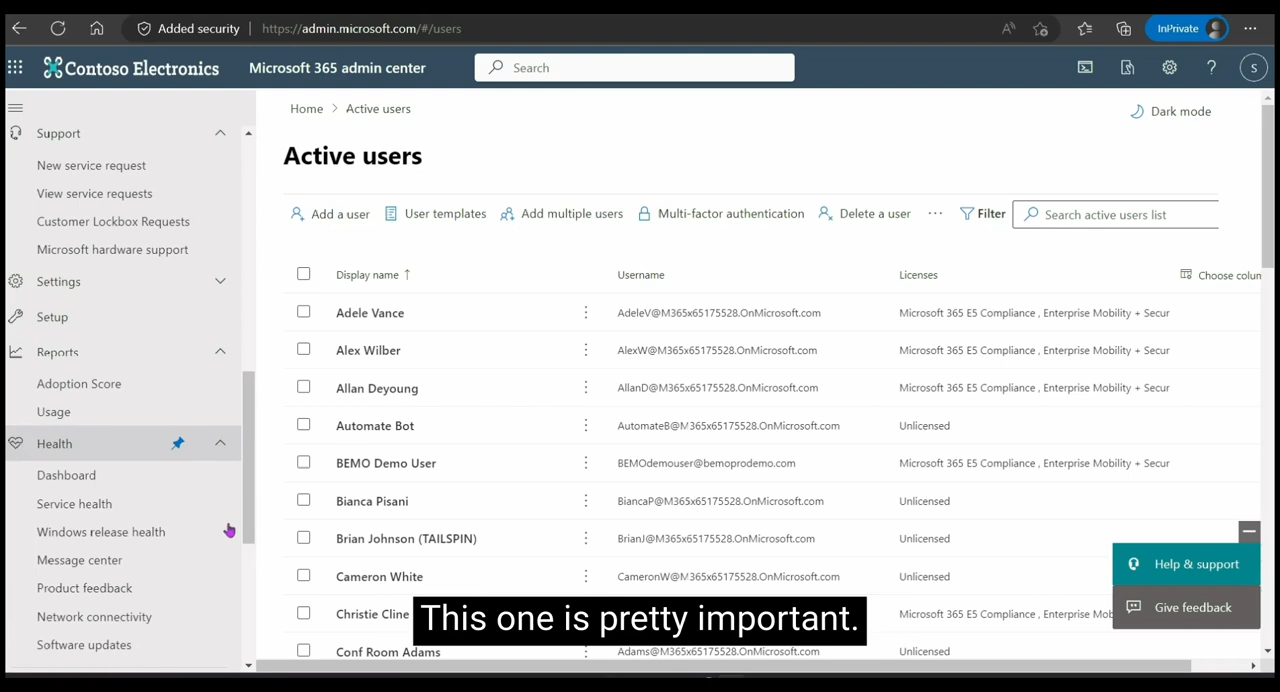 Added security
https://admin.microsoft.com/#/users
InPrivate
Contoso Electronics
Microsoft 365 admin center
Search
S
Support
New service request
View service requests
Customer Lockbox Requests
Microsoft hardware support
Settings
Setup
Reports
Adoption Score
Usage
Health
Dashboard
Service health
Windows release health
Message center
Product feedback
Network connectivity
Software updates
Home > Active users
Dark mode
Active users
Add a user User templates Add multiple users Multi-factor authentication Delete a user ... Filter Search active users list
Display name ↑ Username Licenses Choose colum
Adele Vance AdeleV@M365x65175528.OnMicrosoft.com Microsoft 365 E5 Compliance , Enterprise Mobility + Secur
Alex Wilber AlexW@M365x65175528.OnMicrosoft.com Microsoft 365 E5 Compliance , Enterprise Mobility + Secur
Allan Deyoung AllanD@M365x65175528.OnMicrosoft.com Microsoft 365 E5 Compliance , Enterprise Mobility + Secur
Automate Bot AutomateB@M365x65175528.OnMicrosoft.com Unlicensed
BEMO Demo User BEMOdemouser@bemoprodemo.com Microsoft 365 E5 Compliance , Enterprise Mobility + Secur
Bianca Pisani BiancaP@M365x65175528.OnMicrosoft.com Unlicensed
Brian Johnson (TAILSPIN) BrianJ@M365x65175528.OnMicrosoft.com Unlicensed
Cameron White CameronW@M365x65175528.OnMicrosoft.com Unlicensed
Christie Cline Microsoft 365 E5 Compliance , Enterprise Mob
Conf Room Adams Adams@M365x65175528.OnMicrosoft.com Unlicensed
Help & support
Give feedback
This one is pretty important.